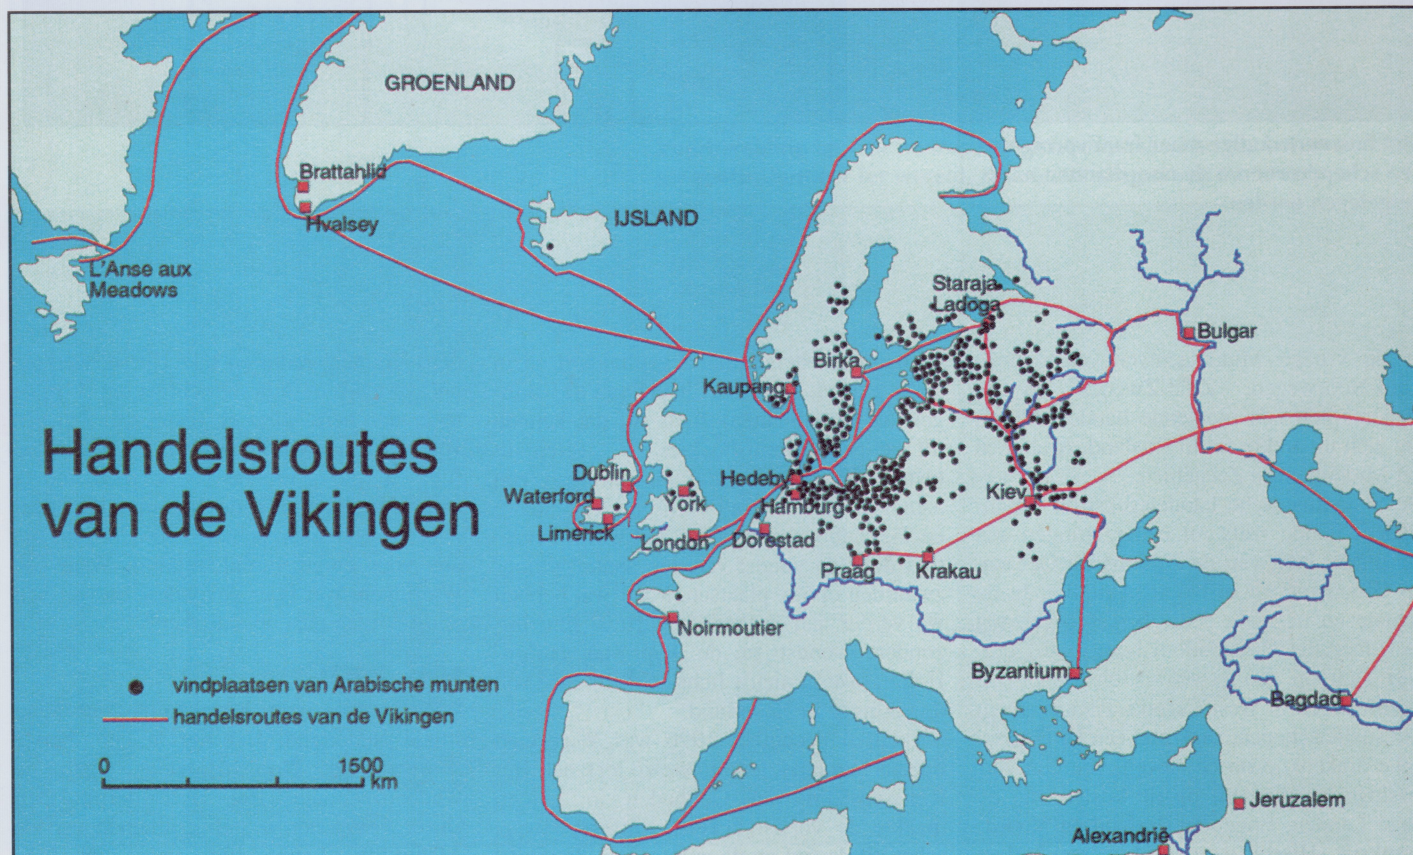 GROENLAND
Brattahlid
Hvalsey
IJSLAND
L'Anse aux
Meadows
Staraja
Ladoga
Bulgar
Birka
Kaupang
Handelsroutes
van de Vikingen
Dublin
Waterford
Limerick
York
London
Hedeby
Hamburg
Dorestad
Kiev
Praag
Krakau
Noirmoutier
Byzantium
Bagdad
vindplaatsen van Arabische munten
handelsroutes van de Vikingen
0
1500
km
Jeruzalem
Alexandrië